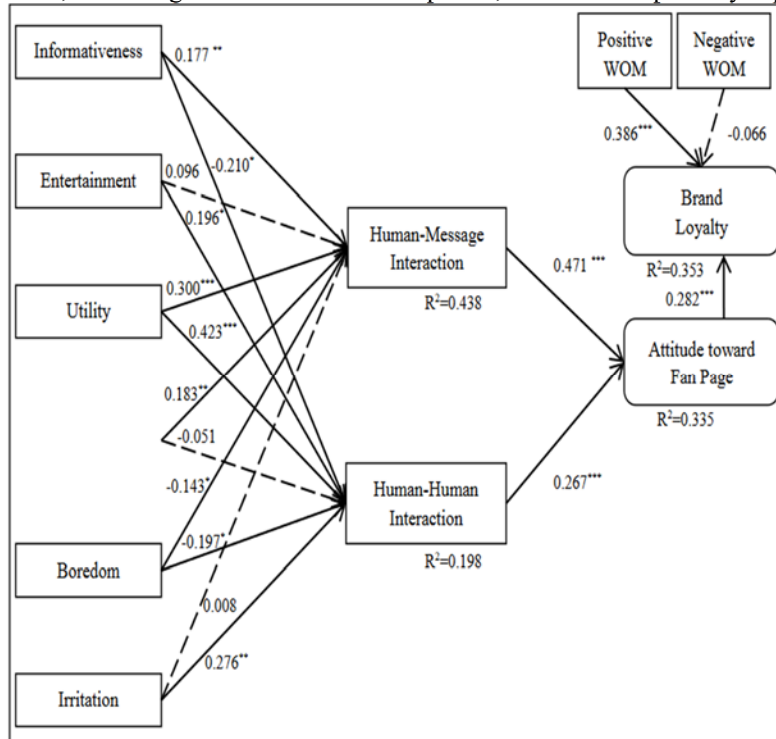 Positive
WOM
Negative
WOM
Informativeness
0.177 **
0.386***
-0.066
-0.210*
Entertainment
0.096
0.196*
Human-Message
Interaction
R²=0.438
Brand
Loyalty
R²=0.353
0.471 ***
0.282***
Utility
0.300***
0.423***
Attitude toward
Fan Page
R²=0.335
0.183**
-0.051
-0.143*
Human-Human
Interaction
R²=0.198
0.267***
Boredom
-0.197*
0.008
Irritation
0.276**